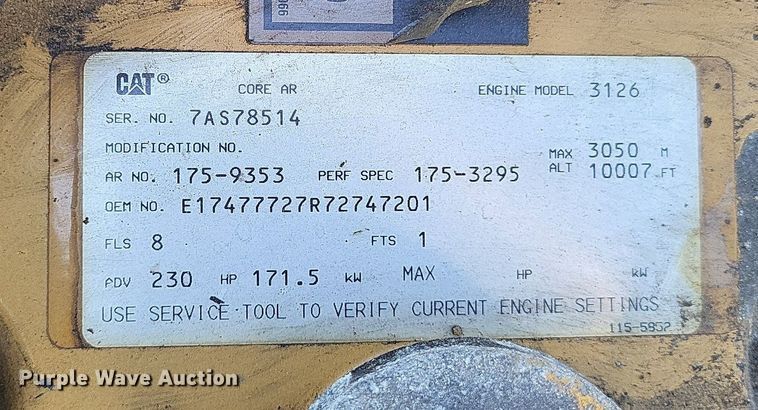 CAT® CORE AR ENGINE MODEL 3126
SER. NO. 7AS78514
MODIFICATION NO.
AR NO. 175-9353 PERF SPEC 175-3295 MAX ALT 3050 M 10007 FT
OEM NO. E17477727R72747201
FLS 8 FTS 1
ADV 230 HP 171.5 kW MAX HP kW
USE SERVICE TOOL TO VERIFY CURRENT ENGINE SETTINGS
115-5952
Purple Wave Auction